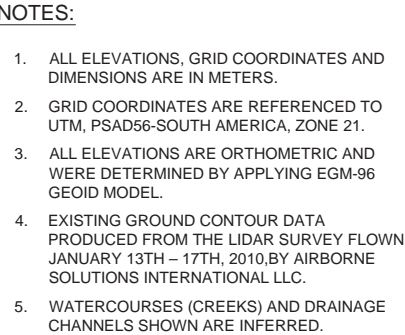 NOTES:
1. ALL ELEVATIONS, GRID COORDINATES AND
DIMENSIONS ARE IN METERS.
2. GRID COORDINATES ARE REFERENCED TO
UTM, PSAD56-SOUTH AMERICA, ZONE 21.
3. ALL ELEVATIONS ARE ORTHOMETRIC AND
WERE DETERMINED BY APPLYING EGM-96
GEOID MODEL.
4. EXISTING GROUND CONTOUR DATA
PRODUCED FROM THE LIDAR SURVEY FLOWN
JANUARY 13TH – 17TH, 2010,BY AIRBORNE
SOLUTIONS INTERNATIONAL LLC.
5. WATERCOURSES (CREEKS) AND DRAINAGE
CHANNELS SHOWN ARE INFERRED.